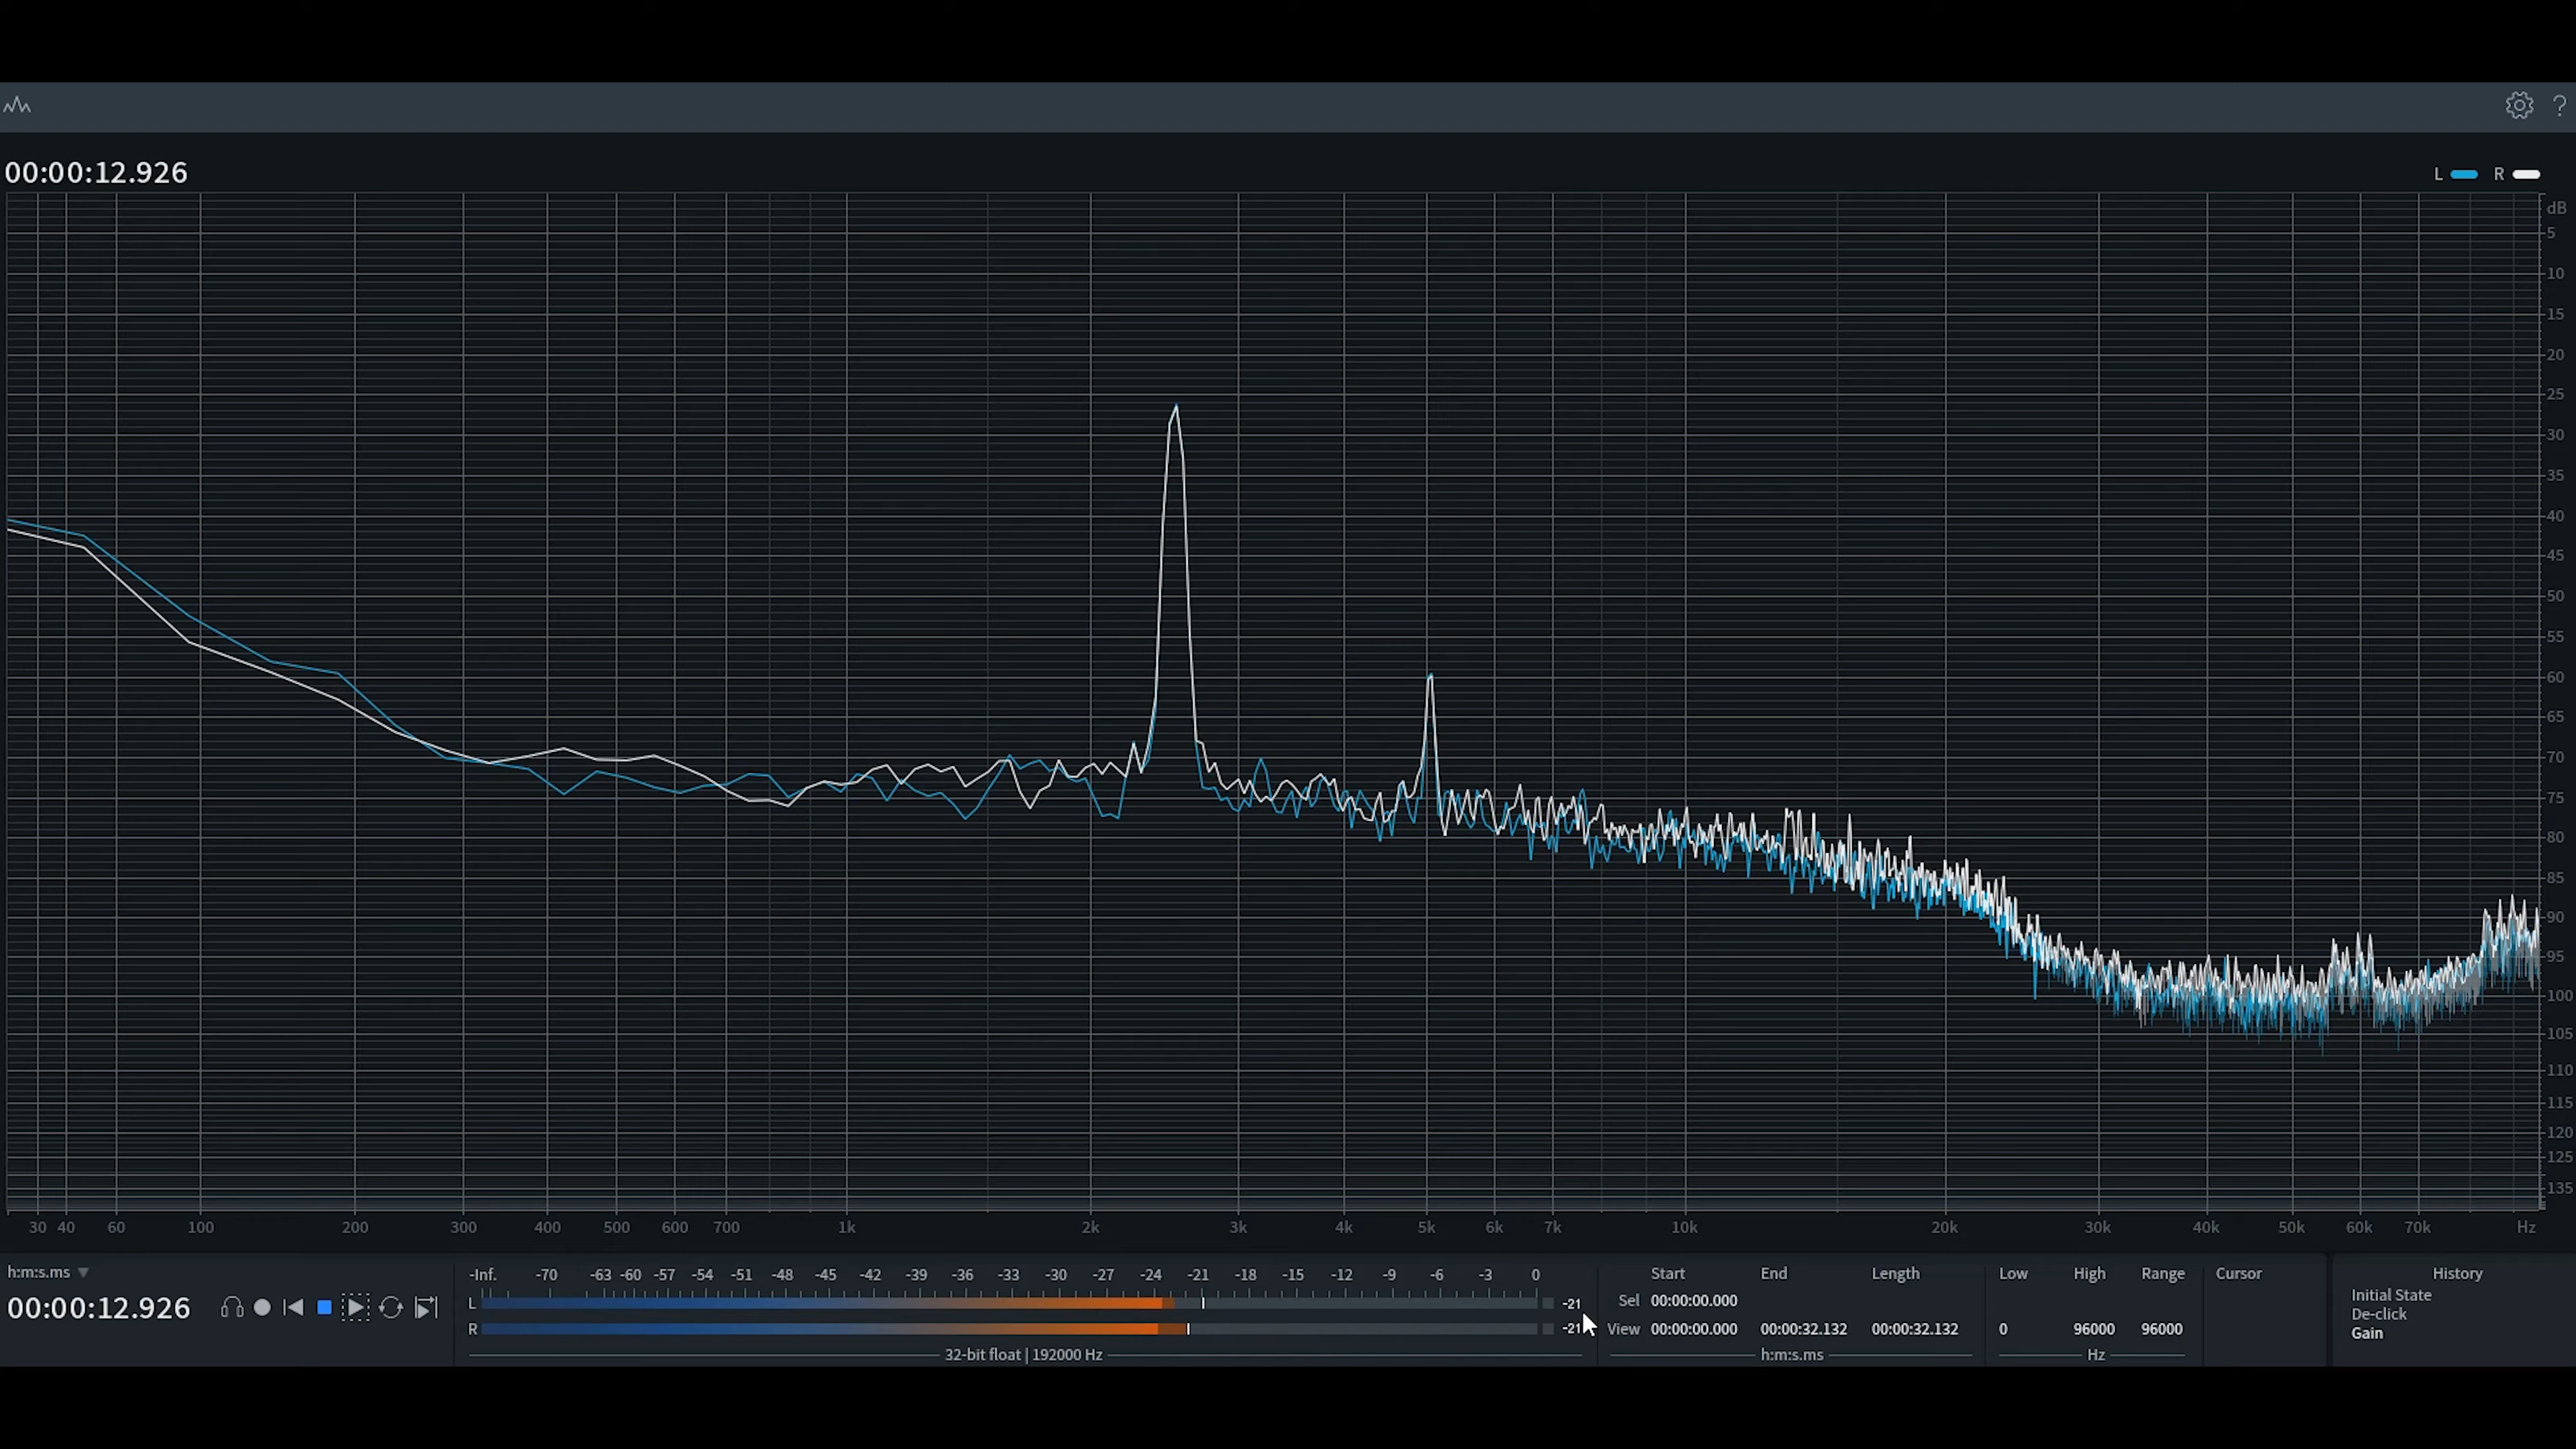 ?
00:00:12.926
L R
dB
5
10
15
20
25
30
35
40
45
50
55
60
65
70
75
80
85
90
95
100
105
110
115
120
125
135
30 40 60 100 200 300 400 500 600 700 1k 2k 3k 4k 5k 6k 7k 10k 20k 30k 40k 50k 60k 70k Hz
h:m:s.ms
00:00:12.926
-Inf. -70 -63 -60 -57 -54 -51 -48 -45 -42 -39 -36 -33 -30 -27 -24 -21 -18 -15 -12 -9 -6 -3 0
L -21
R -21
32-bit float | 192000 Hz
Start End Length
Sel 00:00:00.000
View 00:00:00.000 00:00:32.132 00:00:32.132
h:m:s.ms
Low High Range
0 96000 96000
Hz
Cursor
History
Initial State
De-click
Gain